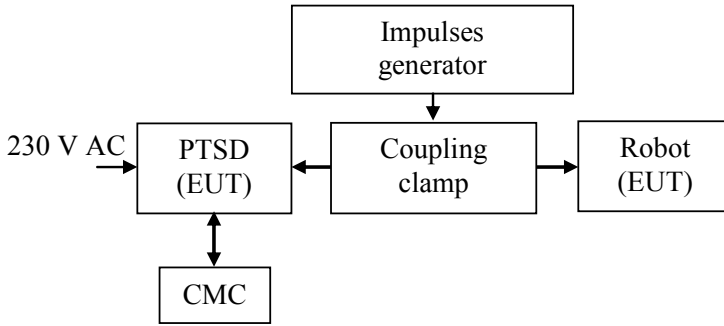 Impulses
generator
230 V AC
PTSD
(EUT)
Coupling
clamp
Robot
(EUT)
CMC